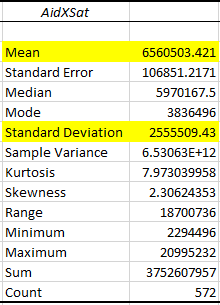 AidXSat
Mean 6560503.421
Standard Error 106851.2171
Median 5970167.5
Mode 3836496
Standard Deviation 2555509.43
Sample Variance 6.53063E+12
Kurtosis 7.973039958
Skewness 2.30624353
Range 18700736
Minimum 2294496
Maximum 20995232
Sum 3752607957
Count 572